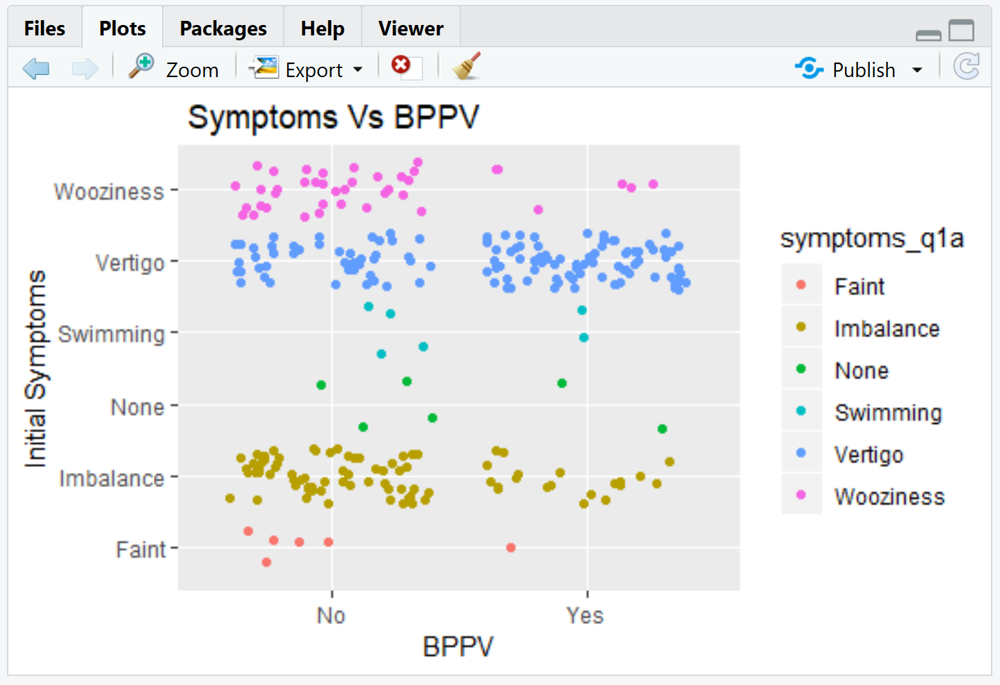 Files Plots Packages Help Viewer
Zoom Export Publish
Symptoms Vs BPPV
Initial Symptoms
Wooziness
Vertigo
Swimming
None
Imbalance
Faint
No Yes
BPPV
symptoms_q1a
Faint
Imbalance
None
Swimming
Vertigo
Wooziness